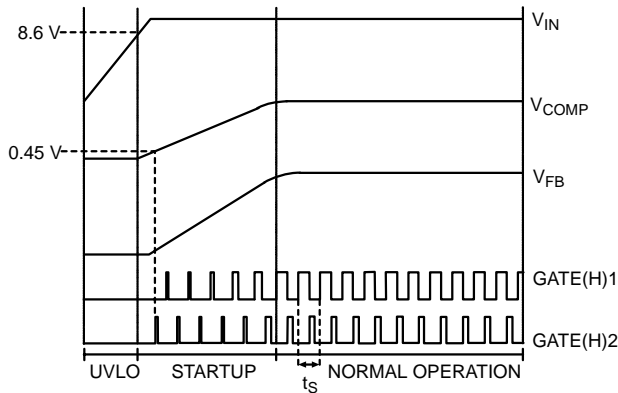 8.6 V
V_IN
V_COMP
0.45 V
V_FB
GATE(H)1
GATE(H)2
UVLO STARTUP t_S NORMAL OPERATION